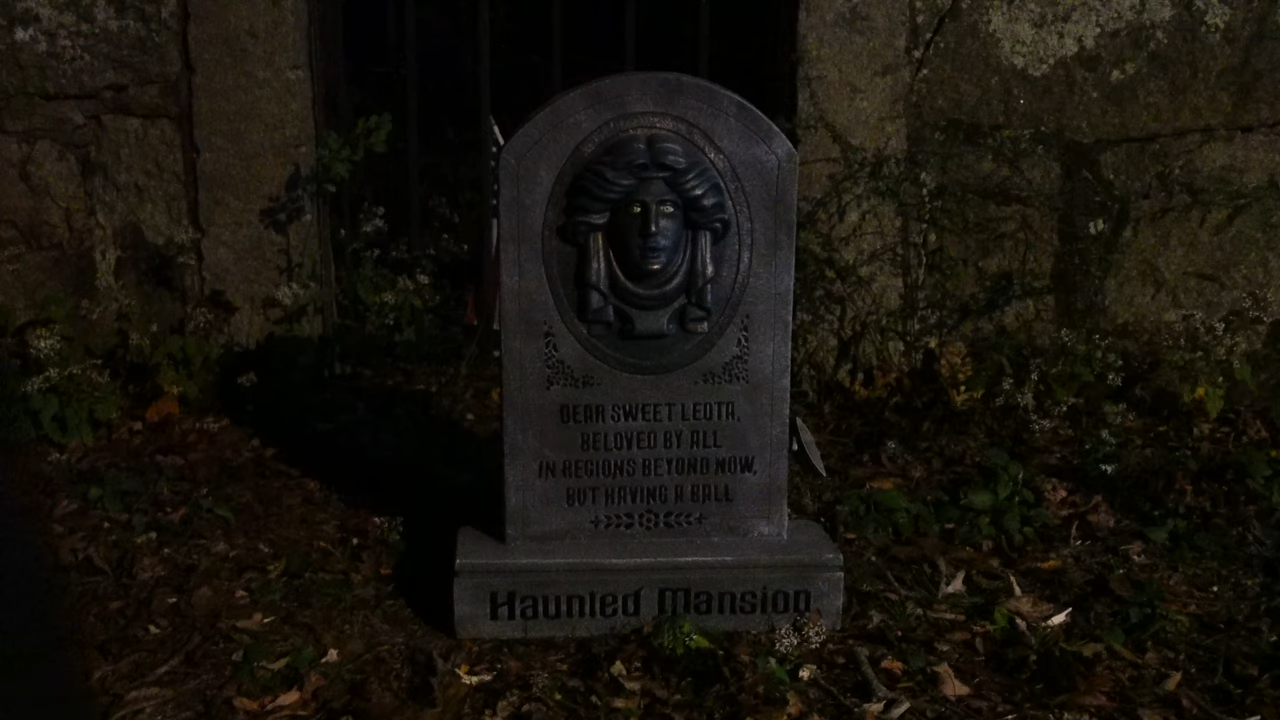 DEAR SWEET LEOTA,
BELOVED BY ALL
IN REGIONS BEYOND NOW,
BUT HAVING A BALL
Haunted Mansion